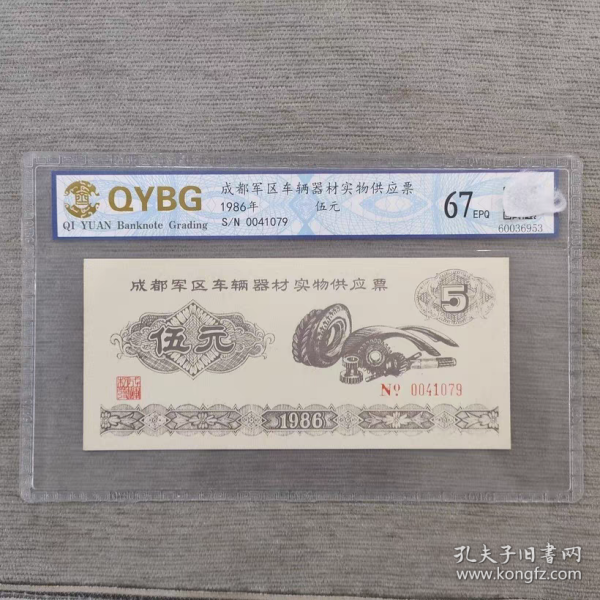 QYBG
QI YUAN Banknote Grading
成都军区车辆器材实物供应票
1986年 伍元
S/N 0041079
67 EPQ
60036953
成都军区车辆器材实物供应票
5
伍元
Nº 0041079
1986
孔夫子旧书网
www.kongfz.com